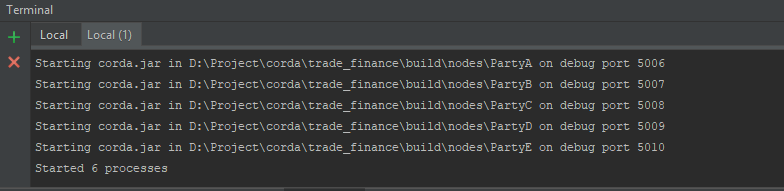 Terminal
Local
Local (1)
Starting corda.jar in D:\Project\corda\trade_finance\build\nodes\PartyA on debug port 5006
Starting corda.jar in D:\Project\corda\trade_finance\build\nodes\PartyB on debug port 5007
Starting corda.jar in D:\Project\corda\trade_finance\build\nodes\PartyC on debug port 5008
Starting corda.jar in D:\Project\corda\trade_finance\build\nodes\PartyD on debug port 5009
Starting corda.jar in D:\Project\corda\trade_finance\build\nodes\PartyE on debug port 5010
Started 6 processes